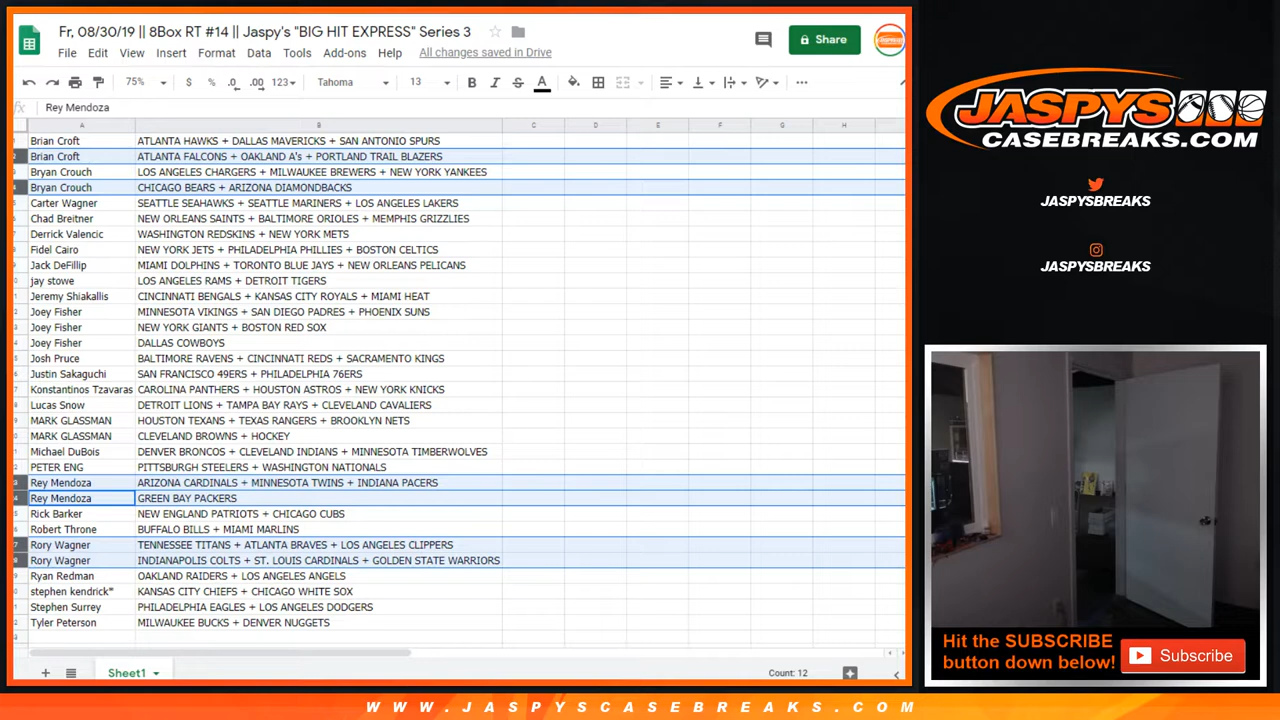 Fr, 08/30/19 || 8Box RT #14 || Jaspy's "BIG HIT EXPRESS" Series 3
File Edit View Insert Format Data Tools Add-ons Help All changes saved in Drive
Share
75% $ % .0 .00 123 Tahoma 13 B I S A
fx Rey Mendoza
A B C D E F G H
Brian Croft ATLANTA HAWKS + DALLAS MAVERICKS + SAN ANTONIO SPURS
Brian Croft ATLANTA FALCONS + OAKLAND A's + PORTLAND TRAIL BLAZERS
Bryan Crouch LOS ANGELES CHARGERS + MILWAUKEE BREWERS + NEW YORK YANKEES
Bryan Crouch CHICAGO BEARS + ARIZONA DIAMONDBACKS
Carter Wagner SEATTLE SEAHAWKS + SEATTLE MARINERS + LOS ANGELES LAKERS
Chad Breitner NEW ORLEANS SAINTS + BALTIMORE ORIOLES + MEMPHIS GRIZZLIES
Derrick Valencic WASHINGTON REDSKINS + NEW YORK METS
Fidel Cairo NEW YORK JETS + PHILADELPHIA PHILLIES + BOSTON CELTICS
Jack DeFillip MIAMI DOLPHINS + TORONTO BLUE JAYS + NEW ORLEANS PELICANS
jay stowe LOS ANGELES RAMS + DETROIT TIGERS
Jeremy Shiakallis CINCINNATI BENGALS + KANSAS CITY ROYALS + MIAMI HEAT
Joey Fisher MINNESOTA VIKINGS + SAN DIEGO PADRES + PHOENIX SUNS
Joey Fisher NEW YORK GIANTS + BOSTON RED SOX
Joey Fisher DALLAS COWBOYS
Josh Pruce BALTIMORE RAVENS + CINCINNATI REDS + SACRAMENTO KINGS
Justin Sakaguchi SAN FRANCISCO 49ERS + PHILADELPHIA 76ERS
Konstantinos Tzavaras CAROLINA PANTHERS + HOUSTON ASTROS + NEW YORK KNICKS
Lucas Snow DETROIT LIONS + TAMPA BAY RAYS + CLEVELAND CAVALIERS
MARK GLASSMAN HOUSTON TEXANS + TEXAS RANGERS + BROOKLYN NETS
MARK GLASSMAN CLEVELAND BROWNS + HOCKEY
Michael DuBois DENVER BRONCOS + CLEVELAND INDIANS + MINNESOTA TIMBERWOLVES
PETER ENG PITTSBURGH STEELERS + WASHINGTON NATIONALS
Rey Mendoza ARIZONA CARDINALS + MINNESOTA TWINS + INDIANA PACERS
Rey Mendoza GREEN BAY PACKERS
Rick Barker NEW ENGLAND PATRIOTS + CHICAGO CUBS
Robert Throne BUFFALO BILLS + MIAMI MARLINS
Rory Wagner TENNESSEE TITANS + ATLANTA BRAVES + LOS ANGELES CLIPPERS
Rory Wagner INDIANAPOLIS COLTS + ST. LOUIS CARDINALS + GOLDEN STATE WARRIORS
Ryan Redman OAKLAND RAIDERS + LOS ANGELES ANGELS
stephen kendrick* KANSAS CITY CHIEFS + CHICAGO WHITE SOX
Stephen Surrey PHILADELPHIA EAGLES + LOS ANGELES DODGERS
Tyler Peterson MILWAUKEE BUCKS + DENVER NUGGETS
Sheet1
Count: 12
JASPYS
CASEBREAKS.COM
JASPYSBREAKS
JASPYSBREAKS
Hit the SUBSCRIBE
button down below!
Subscribe
WWW.JASPYSCASEBREAKS.COM